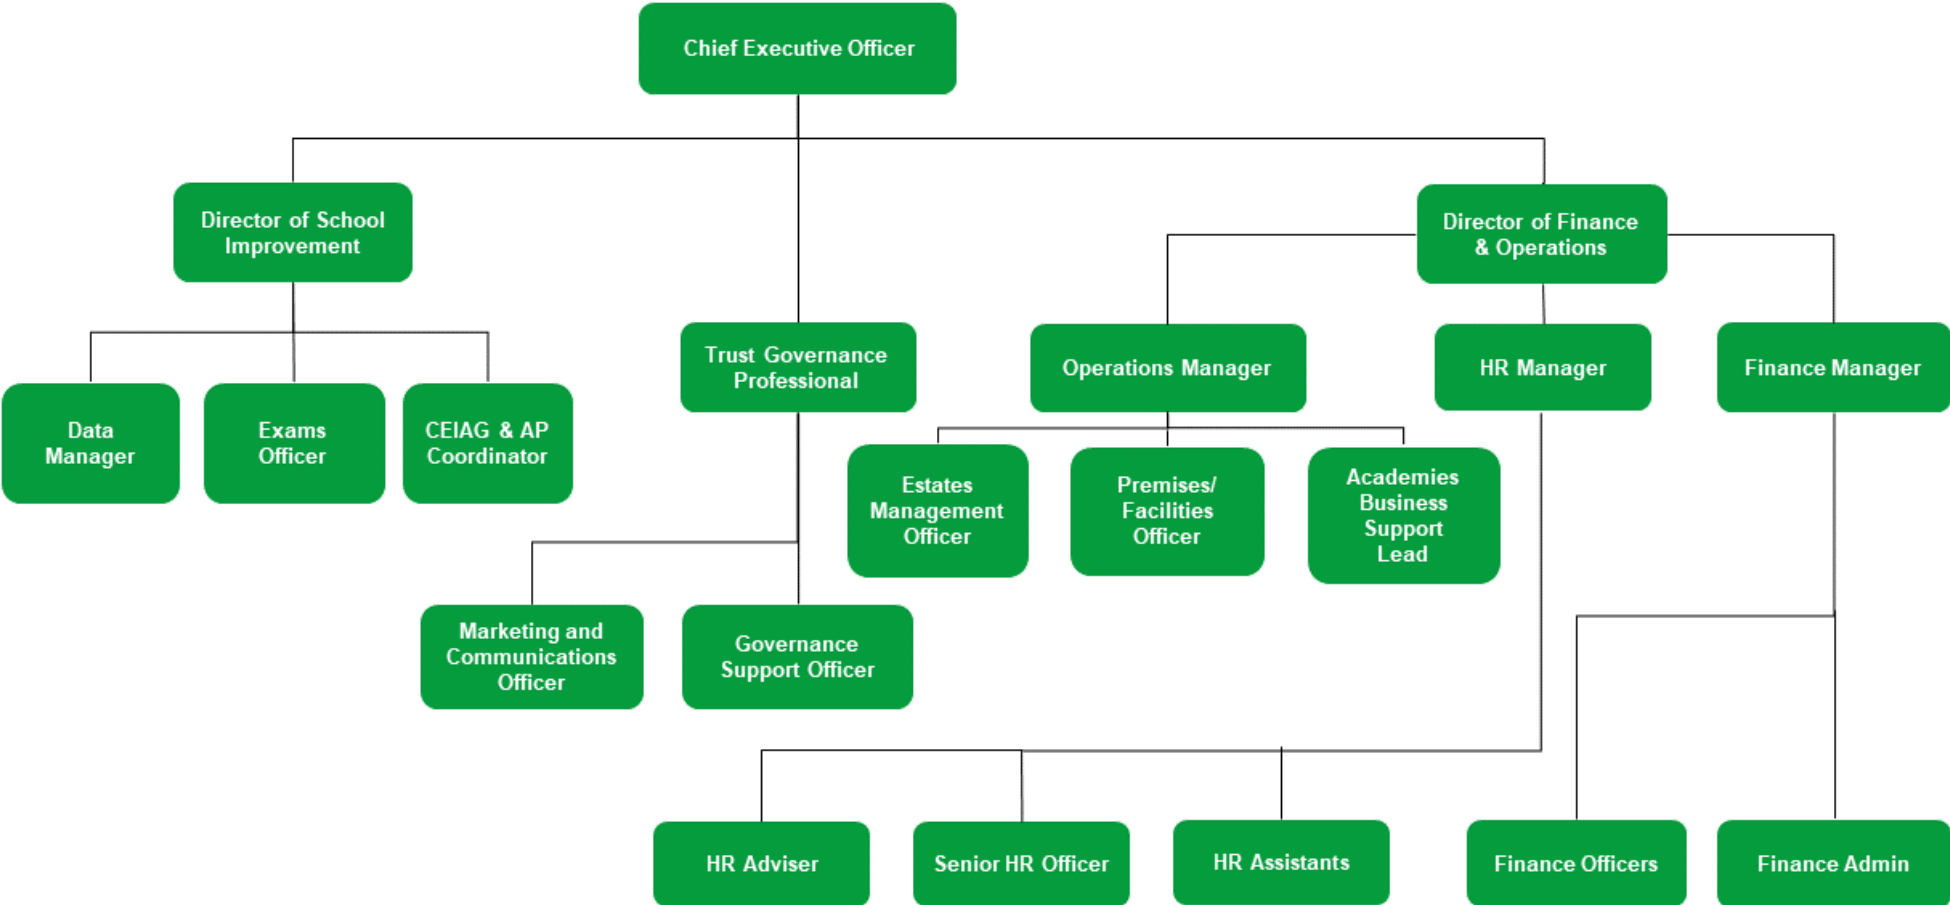 Chief Executive Officer
Director of School
Improvement
Director of Finance
& Operations
Trust Governance
Professional
Operations Manager
HR Manager
Finance Manager
Data
Manager
Exams
Officer
CEIAG & AP
Coordinator
Estates
Management
Officer
Premises/
Facilities
Officer
Academies
Business
Support
Lead
Marketing and
Communications
Officer
Governance
Support Officer
HR Adviser
Senior HR Officer
HR Assistants
Finance Officers
Finance Admin